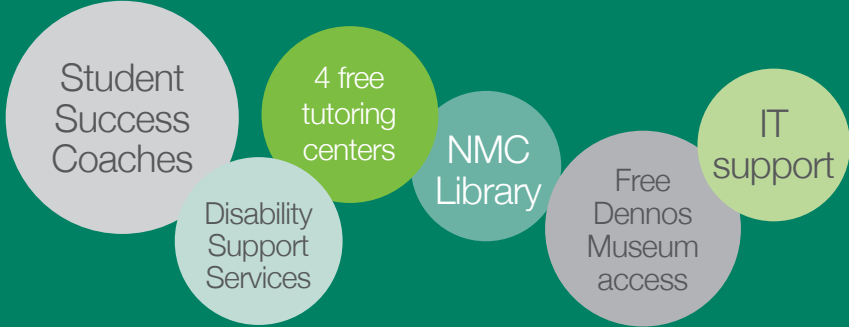 Student
Success
Coaches
Disability
Support
Services
4 free
tutoring
centers
NMC
Library
Free
Dennos
Museum
access
IT
support